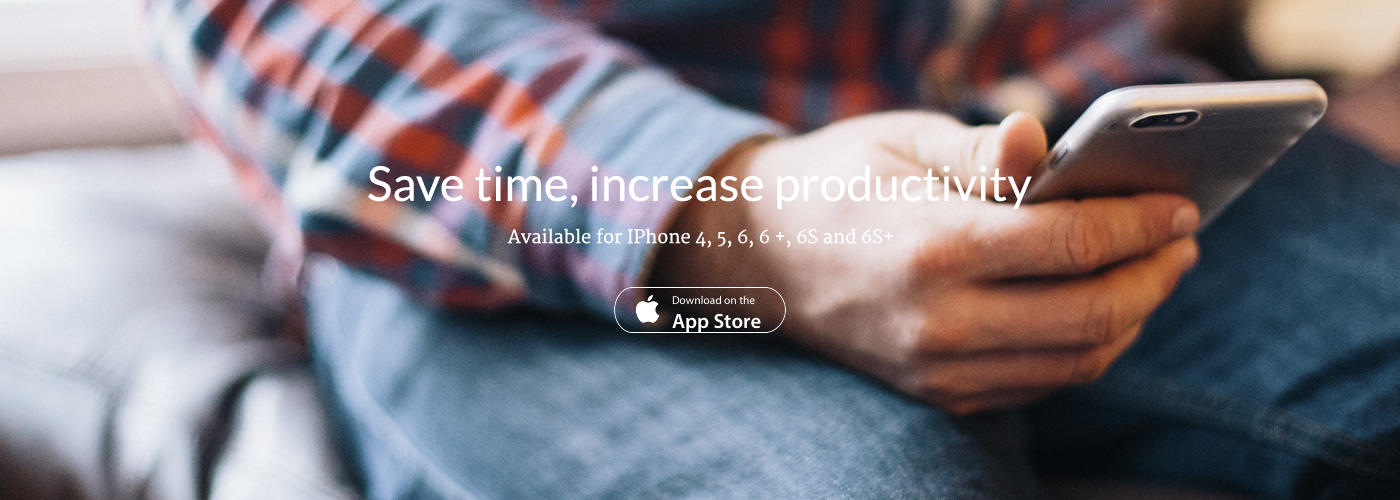 Save time, increase productivity
Available for IPhone 4, 5, 6, 6 +, 6S and 6S+
Download on the
App Store